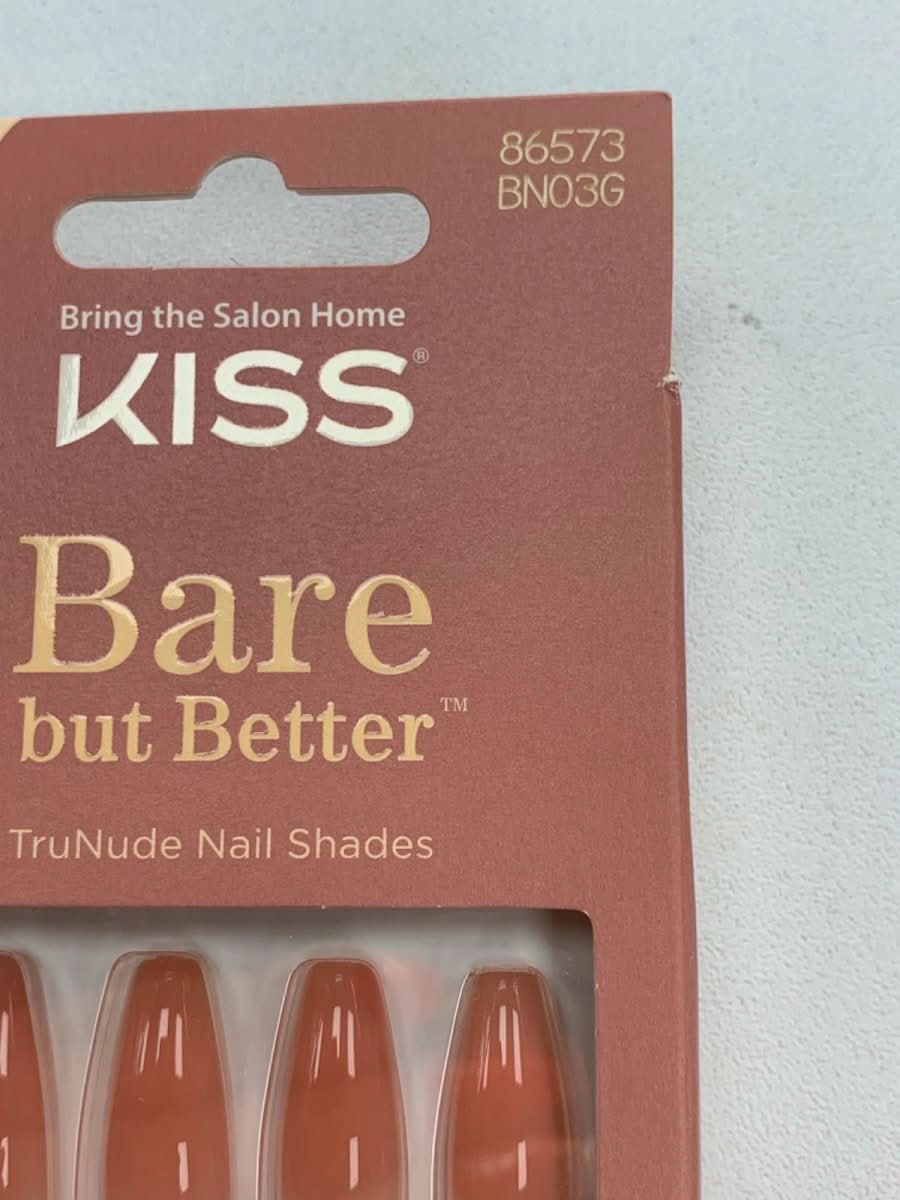 86573
BN03G
Bring the Salon Home
KISS®
Bare
but Better™
TruNude Nail Shades